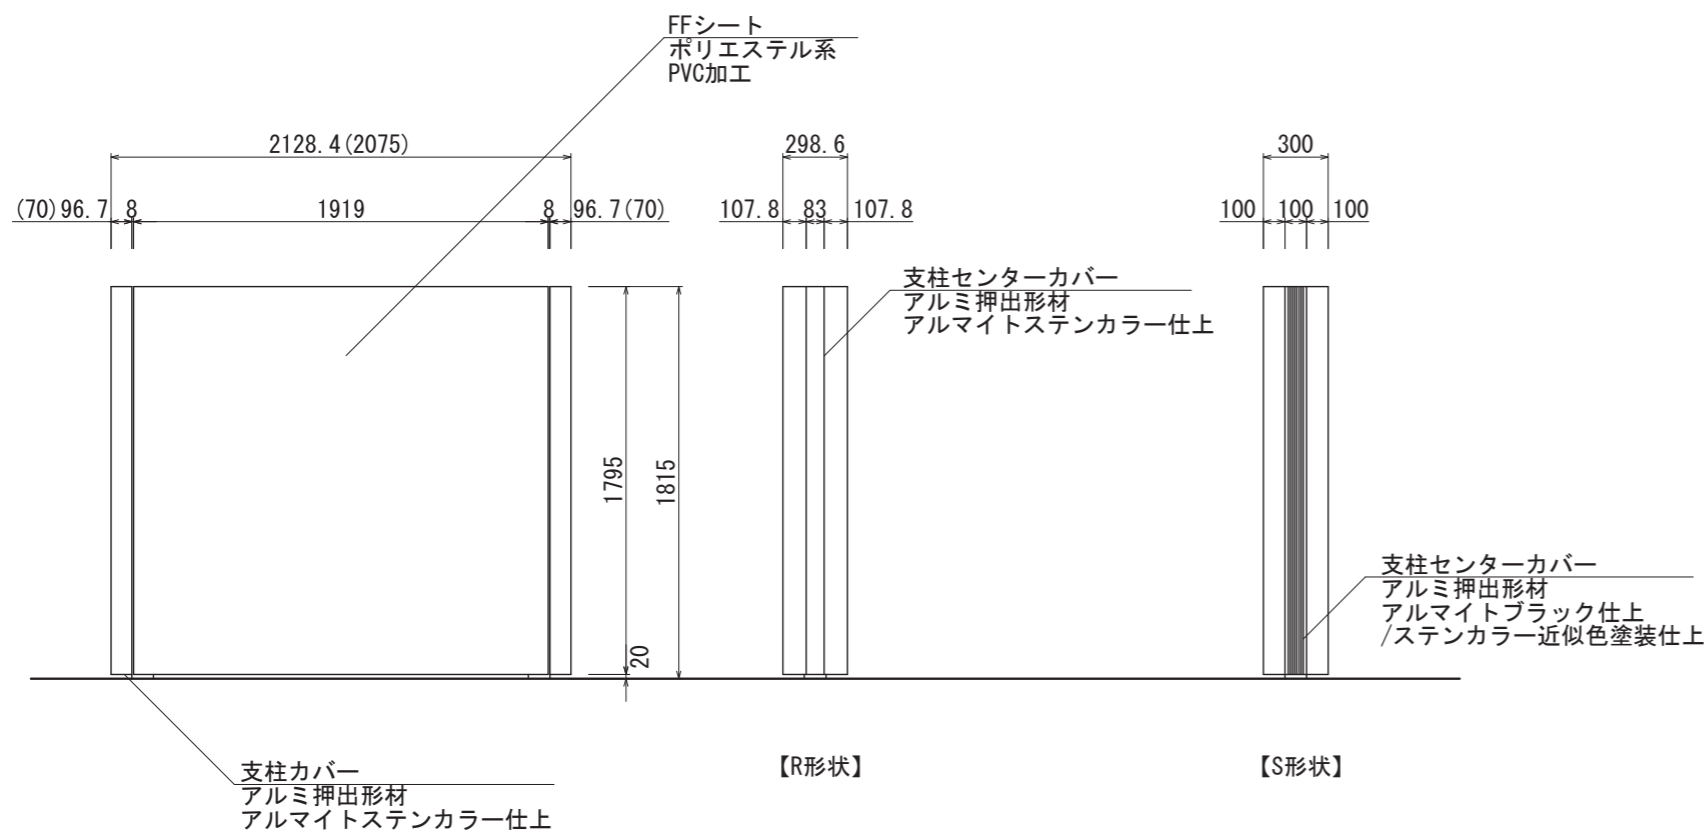 FFシート
ポリエステル系
PVC加工
2128.4(2075)
298.6
300
(70)96.7 8 1919 8 96.7(70)
107.8 83 107.8
100 100 100
支柱センターカバー
アルミ押出形材
アルマイトステンカラー仕上
1795
1815
20
支柱センターカバー
アルミ押出形材
アルマイトブラック仕上
/ステンカラー近似色塗装仕上
支柱カバー
アルミ押出形材
アルマイトステンカラー仕上
【R形状】
【S形状】